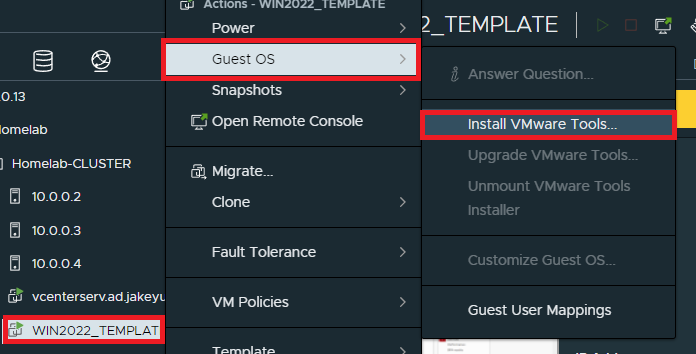 Actions - WIN2022_TEMPLATE
Power
Guest OS
Snapshots
Open Remote Console
Migrate...
Clone
Fault Tolerance
VM Policies
Template
2_TEMPLATE
Answer Question...
Install VMware Tools...
Upgrade VMware Tools...
Unmount VMware Tools
Installer
Customize Guest OS...
Guest User Mappings
.0.13
Homelab
Homelab-CLUSTER
10.0.0.2
10.0.0.3
10.0.0.4
vcenterserv.ad.jakeyu
WIN2022_TEMPLAT